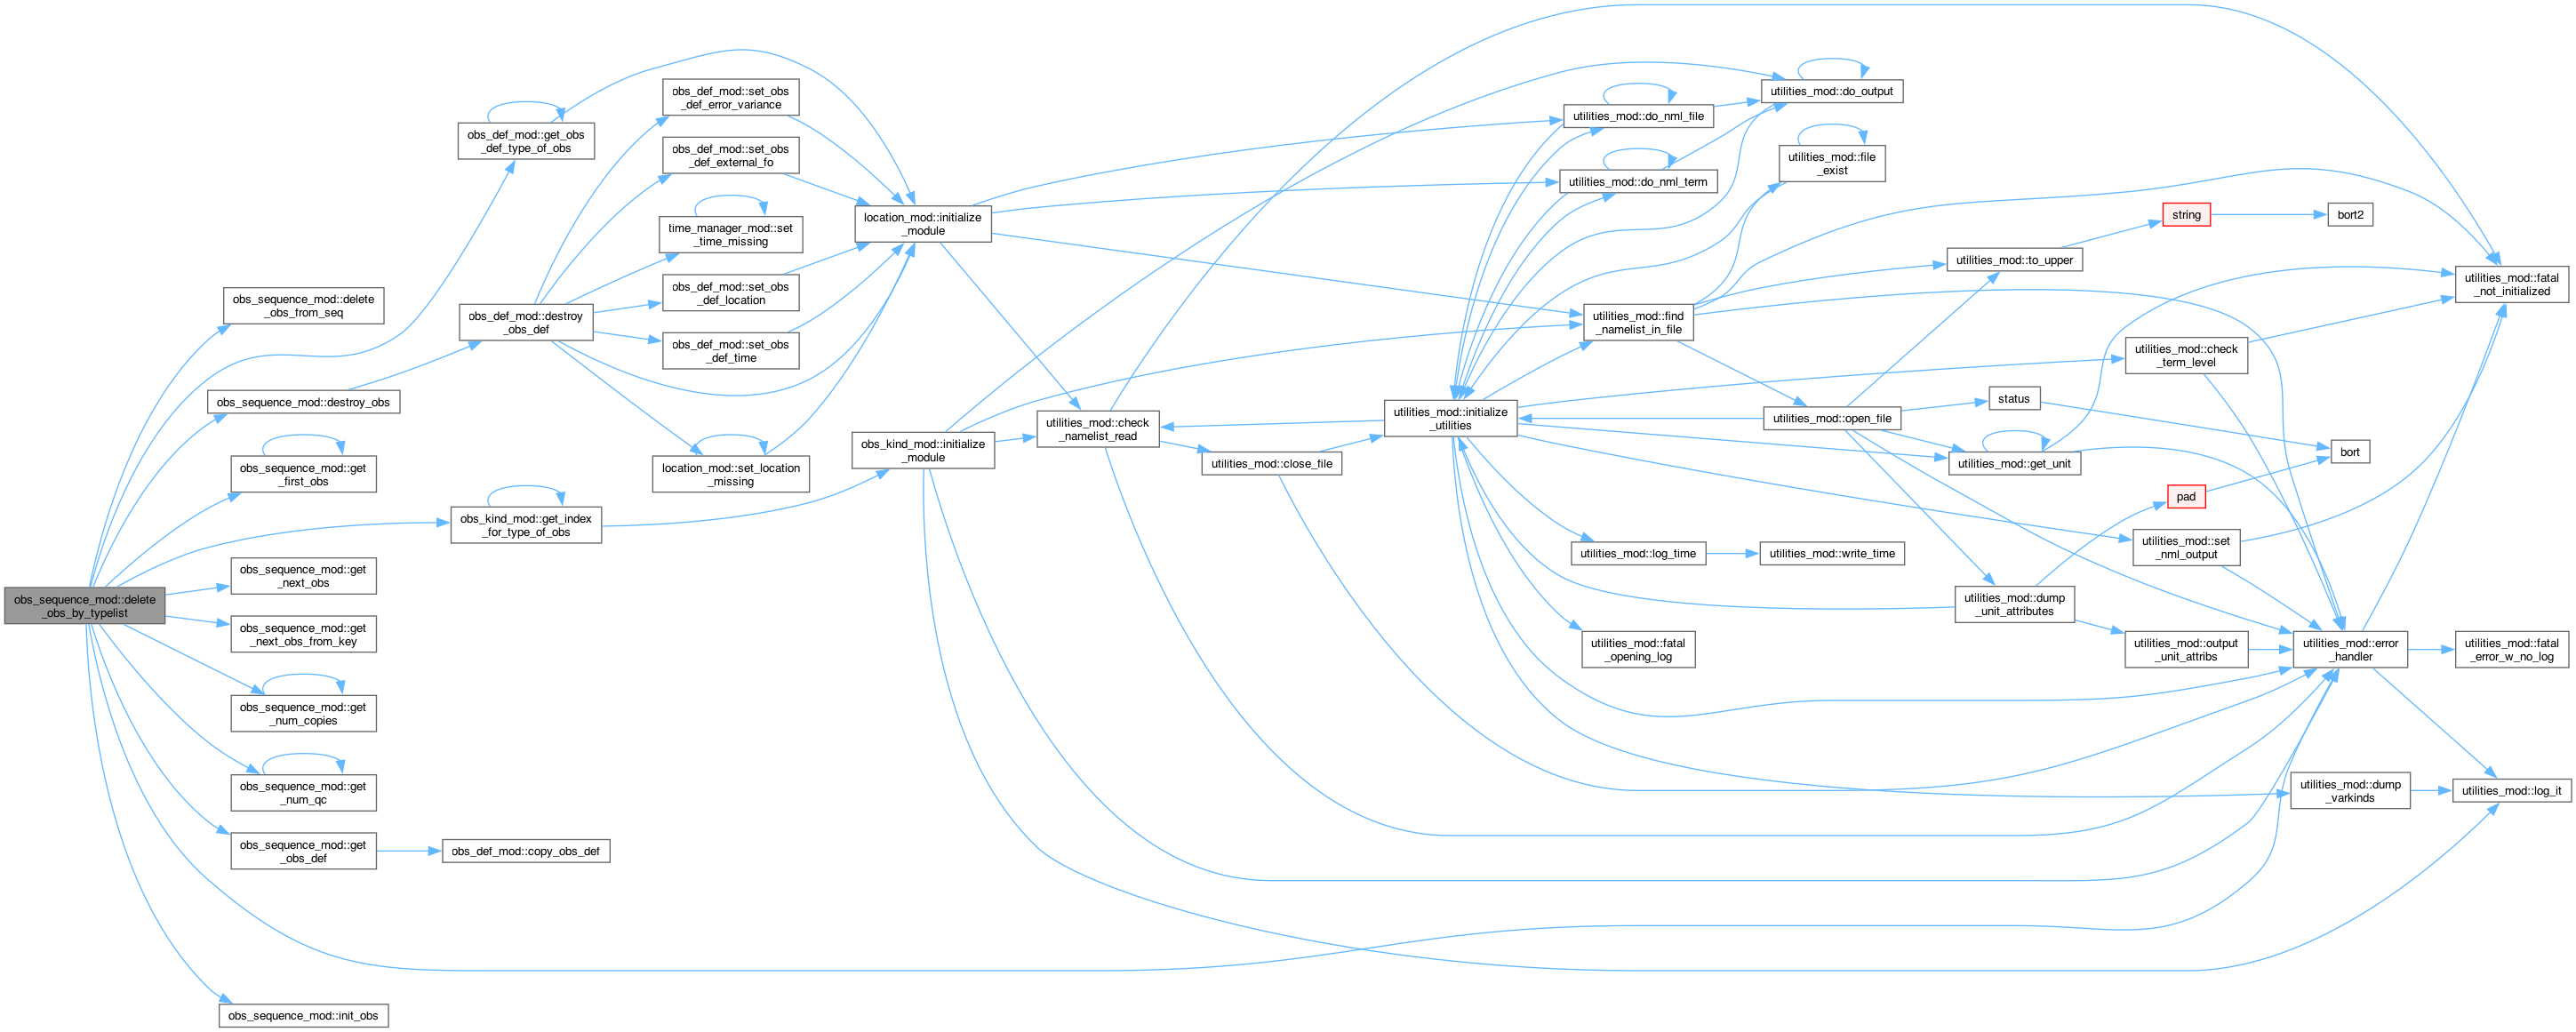 obs_sequence_mod::delete
_obs_by_typelist
obs_sequence_mod::delete
_obs_from_seq
obs_sequence_mod::destroy_obs
obs_sequence_mod::get
_first_obs
obs_sequence_mod::get
_next_obs
obs_sequence_mod::get
_next_obs_from_key
obs_sequence_mod::get
_num_copies
obs_sequence_mod::get
_num_qc
obs_sequence_mod::get
_obs_def
obs_sequence_mod::init_obs
obs_def_mod::get_obs
_def_type_of_obs
obs_def_mod::destroy
_obs_def
obs_kind_mod::get_index
_for_type_of_obs
obs_def_mod::copy_obs_def
obs_def_mod::set_obs
_def_error_variance
obs_def_mod::set_obs
_def_external_fo
time_manager_mod::set
_time_missing
obs_def_mod::set_obs
_def_location
obs_def_mod::set_obs
_def_time
location_mod::set_location
_missing
location_mod::initialize
_module
obs_kind_mod::initialize
_module
utilities_mod::check
_namelist_read
utilities_mod::close_file
utilities_mod::initialize
_utilities
utilities_mod::do_nml_file
utilities_mod::do_nml_term
utilities_mod::find
_namelist_in_file
utilities_mod::log_time
utilities_mod::fatal
_opening_log
utilities_mod::do_output
utilities_mod::file
_exist
utilities_mod::open_file
utilities_mod::write_time
utilities_mod::to_upper
status
utilities_mod::get_unit
utilities_mod::dump
_unit_attributes
string
utilities_mod::check
_term_level
pad
utilities_mod::set
_nml_output
utilities_mod::output
_unit_attribs
bort2
bort
utilities_mod::error
_handler
utilities_mod::dump
_varkinds
utilities_mod::fatal
_not_initialized
utilities_mod::fatal
_error_w_no_log
utilities_mod::log_it